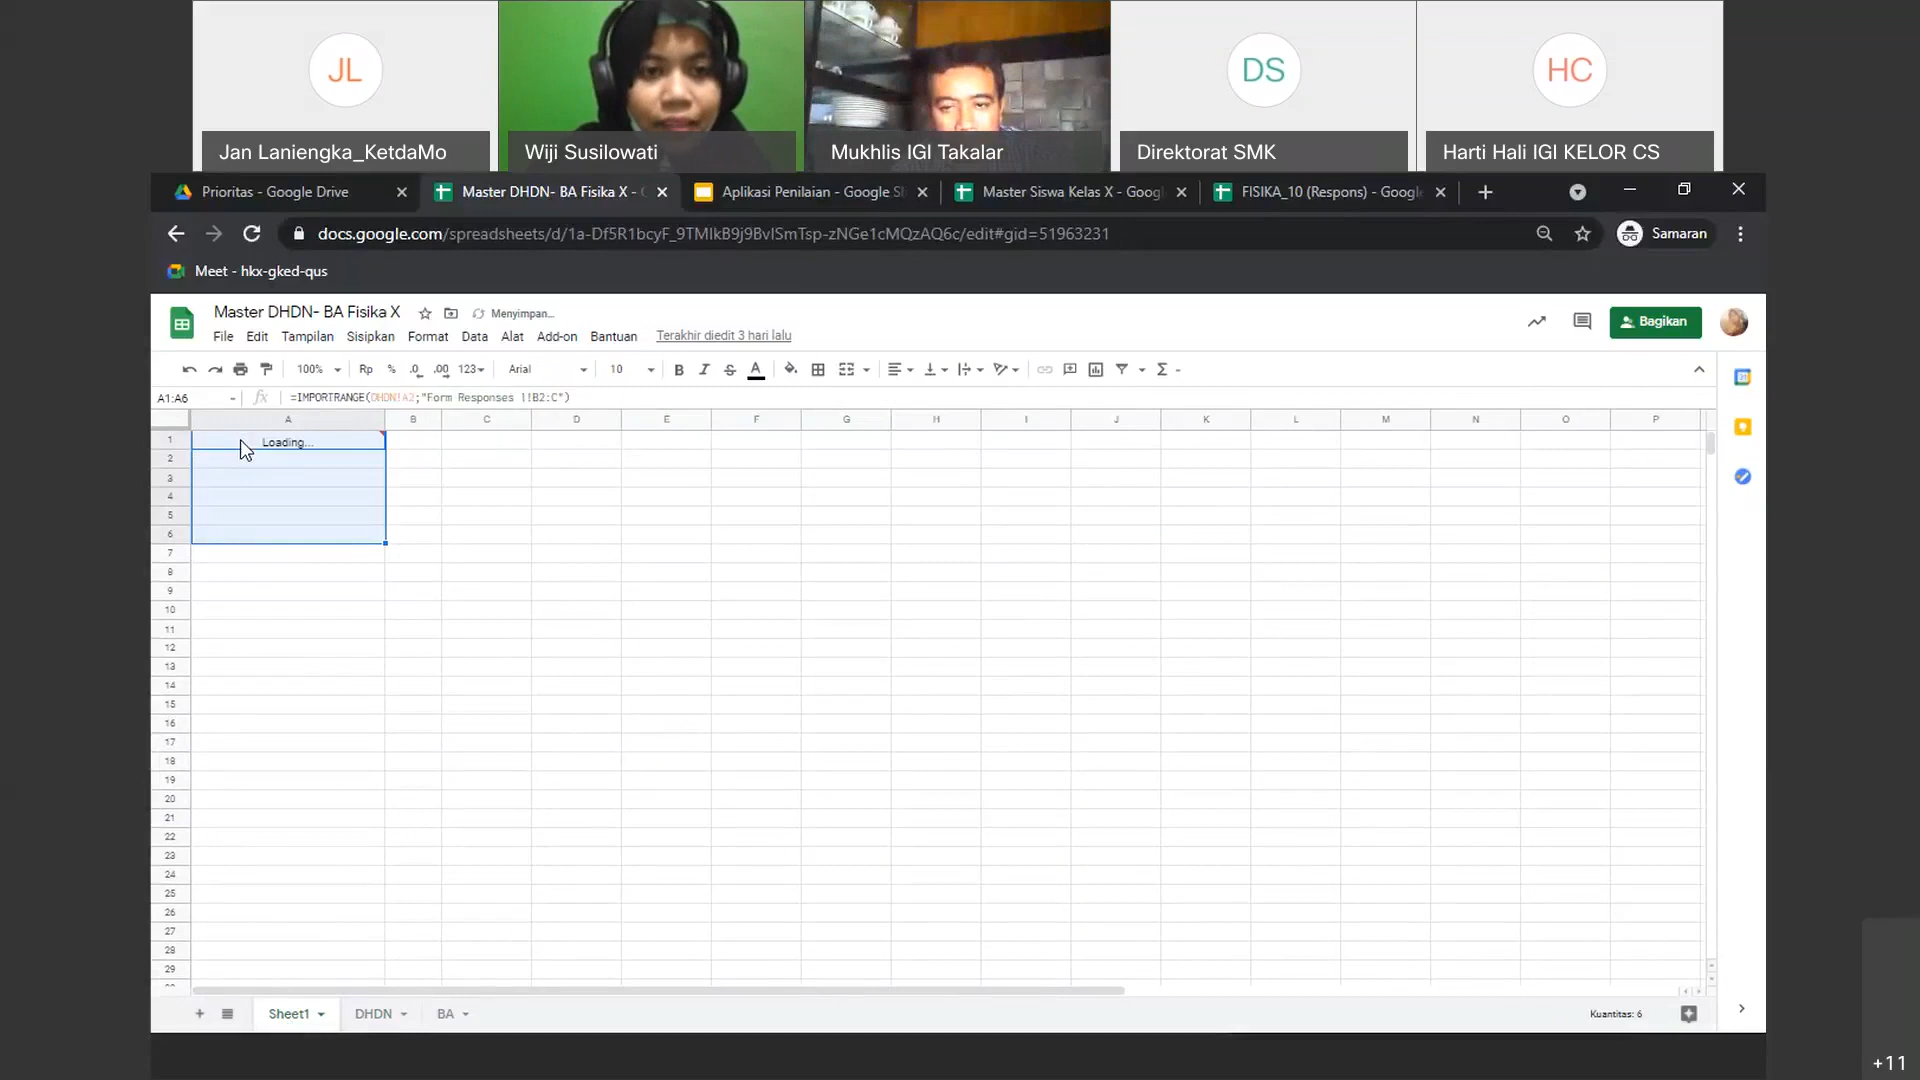 JL
DS
HC
Jan Laniengka_KetdaMo
Wiji Susilowati
Mukhlis IGI Takalar
Direktorat SMK
Harti Hali IGI KELOR CS
Prioritas - Google Drive
Master DHDN- BA Fisika X -
Aplikasi Penilaian - Google Sl
Master Siswa Kelas X - Googl
FISIKA_10 (Respons) - Google
docs.google.com/spreadsheets/d/1a-Df5R1bcyF_9TMIkB9j9BvISmTsp-zNGe1cMQzAQ6c/edit#gid=51963231
Samaran
Meet - hkx-gked-qus
Master DHDN- BA Fisika X
Menyimpan...
File Edit Tampilan Sisipkan Format Data Alat Add-on Bantuan Terakhir diedit 3 hari lalu
Bagikan
100% Rp % .0 .00 123 Arial 10 B I S A Σ
A1:A6 fx =IMPORTRANGE(DHDN!A2;"Form Responses 1!B2:C")
A B C D E F G H I J K L M N O P
1 Loading...
2
3
4
5
6
7
8
9
10
11
12
13
14
15
16
17
18
19
20
21
22
23
24
25
26
27
28
29
Sheet1 DHDN BA
Kuantitas: 6
+11